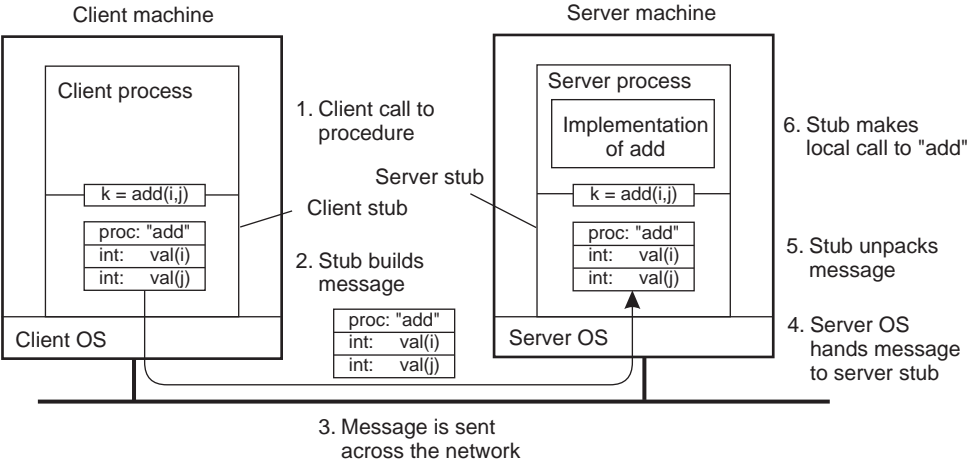 Client machine
Server machine
Client process
1. Client call to
procedure
Server process
Implementation
of add
6. Stub makes
local call to "add"
Server stub
k = add(i,j)
k = add(i,j)
Client stub
proc: "add"
int: val(i)
int: val(j)
2. Stub builds
message
proc: "add"
int: val(i)
int: val(j)
proc: "add"
int: val(i)
int: val(j)
5. Stub unpacks
message
Client OS
Server OS
4. Server OS
hands message
to server stub
3. Message is sent
across the network